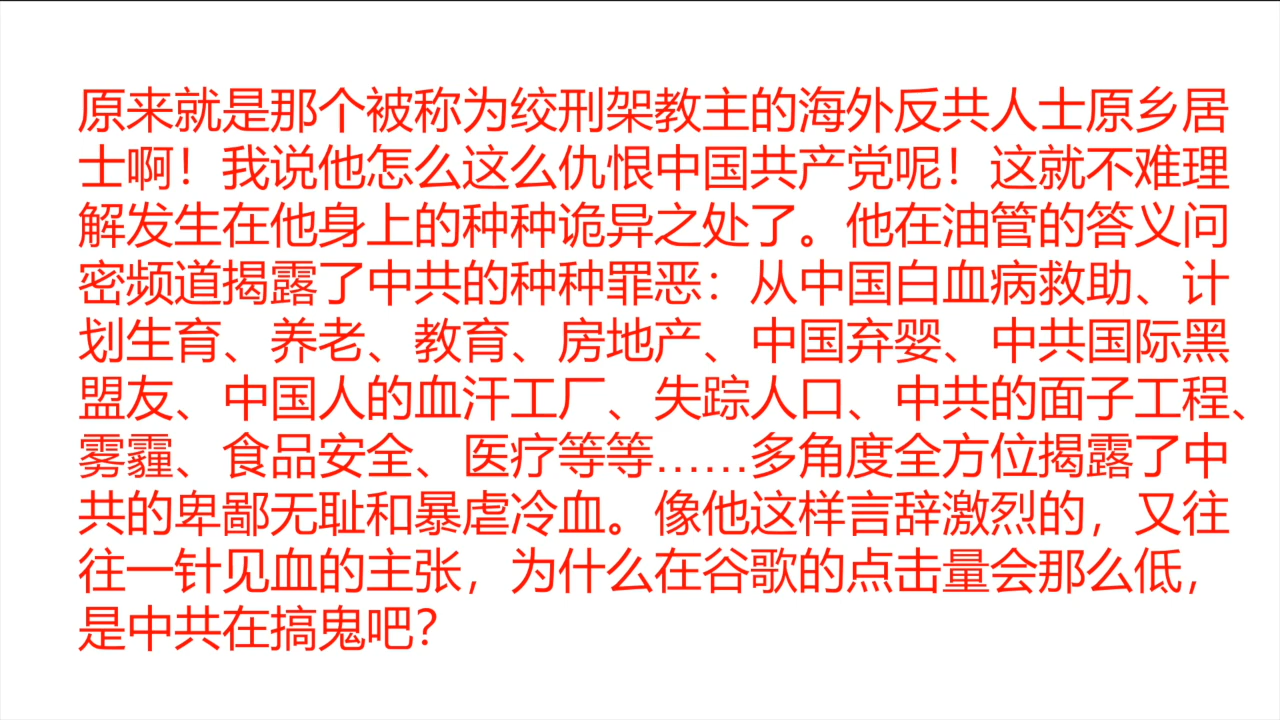 原来就是那个被称为绞刑架教主的海外反共人士原乡居
士啊！我说他怎么这么仇恨中国共产党呢！这就不难理
解发生在他身上的种种诡异之处了。他在油管的答义问
密频道揭露了中共的种种罪恶：从中国白血病救助、计
划生育、养老、教育、房地产、中国弃婴、中共国际黑
盟友、中国人的血汗工厂、失踪人口、中共的面子工程、
雾霾、食品安全、医疗等等……多角度全方位揭露了中
共的卑鄙无耻和暴虐冷血。像他这样言辞激烈的，又往
往一针见血的主张，为什么在谷歌的点击量会那么低，
是中共在搞鬼吧？